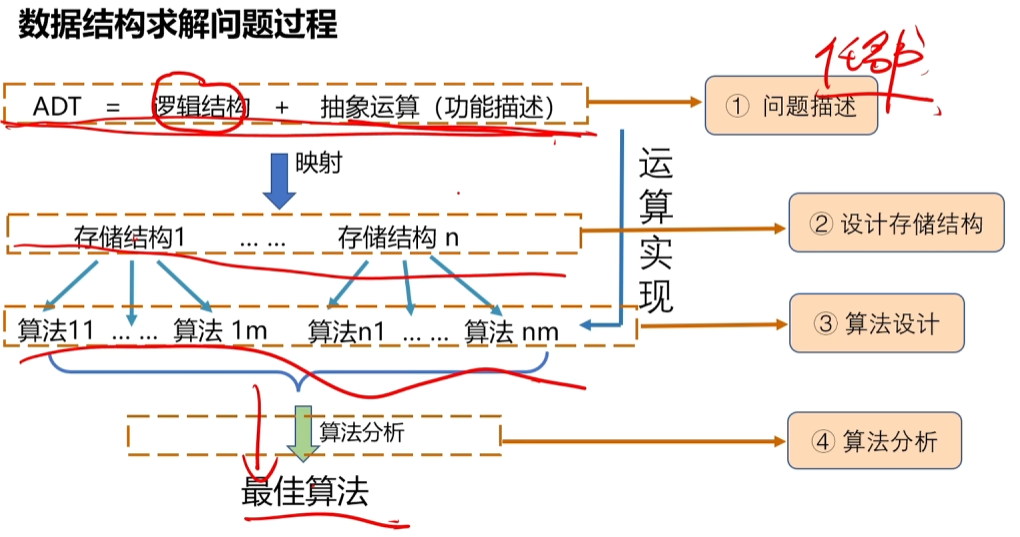 数据结构求解问题过程
任务书
ADT = 逻辑结构 + 抽象运算（功能描述）
① 问题描述
映射
运算实现
存储结构1 … … 存储结构 n
② 设计存储结构
算法11 … … 算法 1m 算法n1 … … 算法 nm
③ 算法设计
算法分析
④ 算法分析
最佳算法